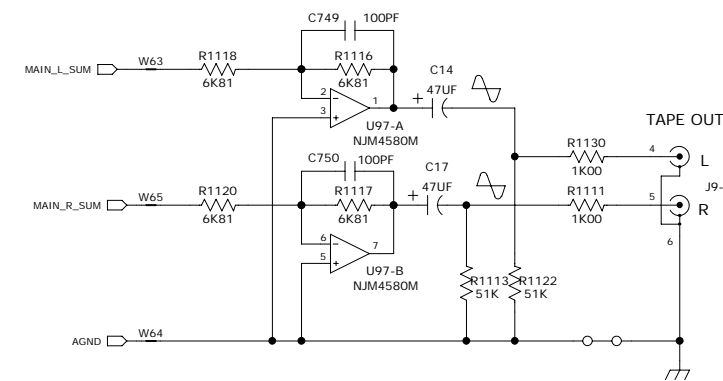 C749 100PF
W63 R1118 R1116 C14
MAIN_L_SUM
6K81 6K81 + 47UF
2 − 1
3 +
U97-A
NJM4580M
TAPE OUT
C750 100PF
R1130 4 L
1K00
C17
W65 R1120 R1117 + 47UF R1111 5 J9-
MAIN_R_SUM R
6K81 6K81 1K00
6 − 7 6
5 +
U97-B
NJM4580M
R1113 R1122
51K 51K
W64
AGND